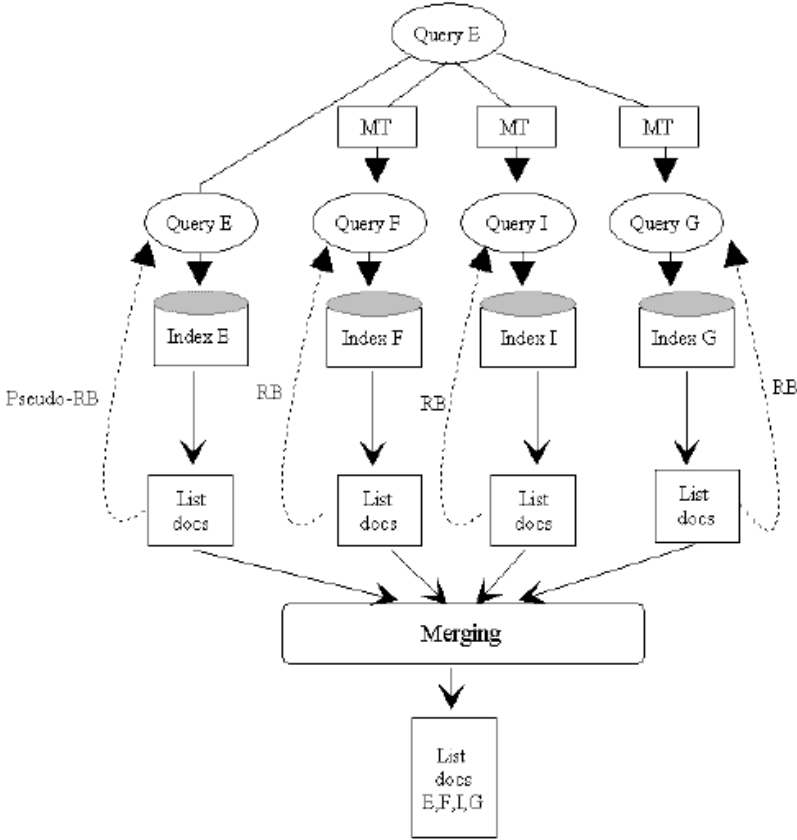 Query E
MT
MT
MT
Query E
Query F
Query I
Query G
Index E
Index F
Index I
Index G
Pseudo-RB
RB
RB
RB
List
docs
List
docs
List
docs
List
docs
Merging
List
docs
E,F,I,G